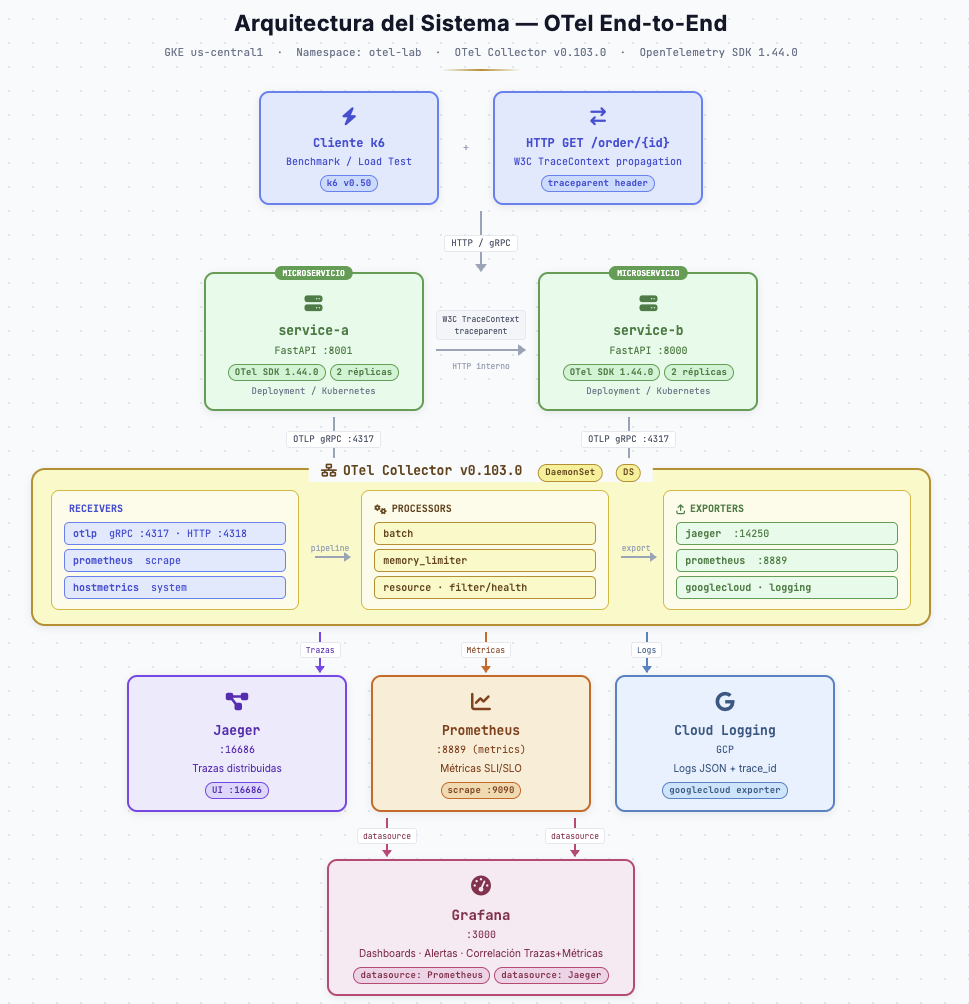 Arquitectura del Sistema — OTel End-to-End
GKE us-central1 · Namespace: otel-lab · OTel Collector v0.103.0 · OpenTelemetry SDK 1.44.0
Cliente k6
Benchmark / Load Test
k6 v0.50
+
HTTP GET /order/{id}
W3C TraceContext propagation
traceparent header
HTTP / gRPC
MICROSERVICIO
service-a
FastAPI :8001
OTel SDK 1.44.0 2 réplicas
Deployment / Kubernetes
W3C TraceContext
traceparent
HTTP interno
MICROSERVICIO
service-b
FastAPI :8000
OTel SDK 1.44.0 2 réplicas
Deployment / Kubernetes
OTLP gRPC :4317
OTLP gRPC :4317
OTel Collector v0.103.0 DaemonSet DS
RECEIVERS
otlp gRPC :4317 · HTTP :4318
prometheus scrape
hostmetrics system
pipeline
PROCESSORS
batch
memory_limiter
resource · filter/health
export
EXPORTERS
jaeger :14250
prometheus :8889
googlecloud · logging
Trazas
Métricas
Logs
Jaeger
:16686
Trazas distribuidas
UI :16686
Prometheus
:8889 (metrics)
Métricas SLI/SLO
scrape :9090
Cloud Logging
GCP
Logs JSON + trace_id
googlecloud exporter
datasource
datasource
Grafana
:3000
Dashboards · Alertas · Correlación Trazas+Métricas
datasource: Prometheus datasource: Jaeger